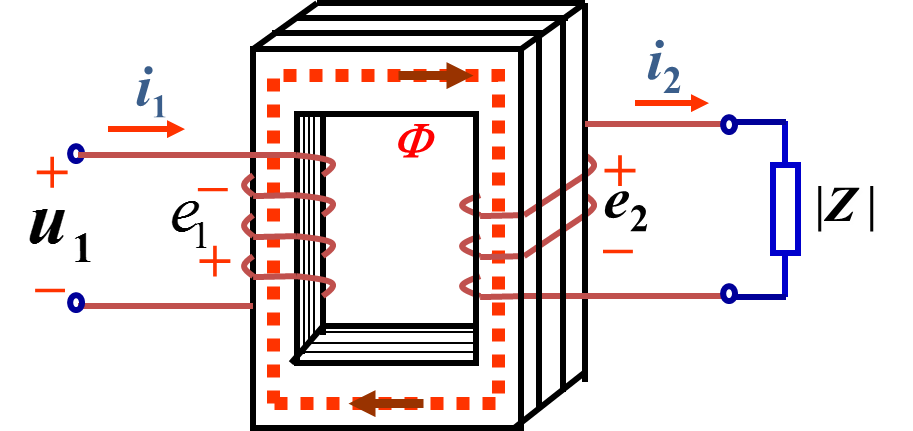 i₁
i₂
Φ
+
−
e₁
+
u₁
−
+
e₂
−
|Z|